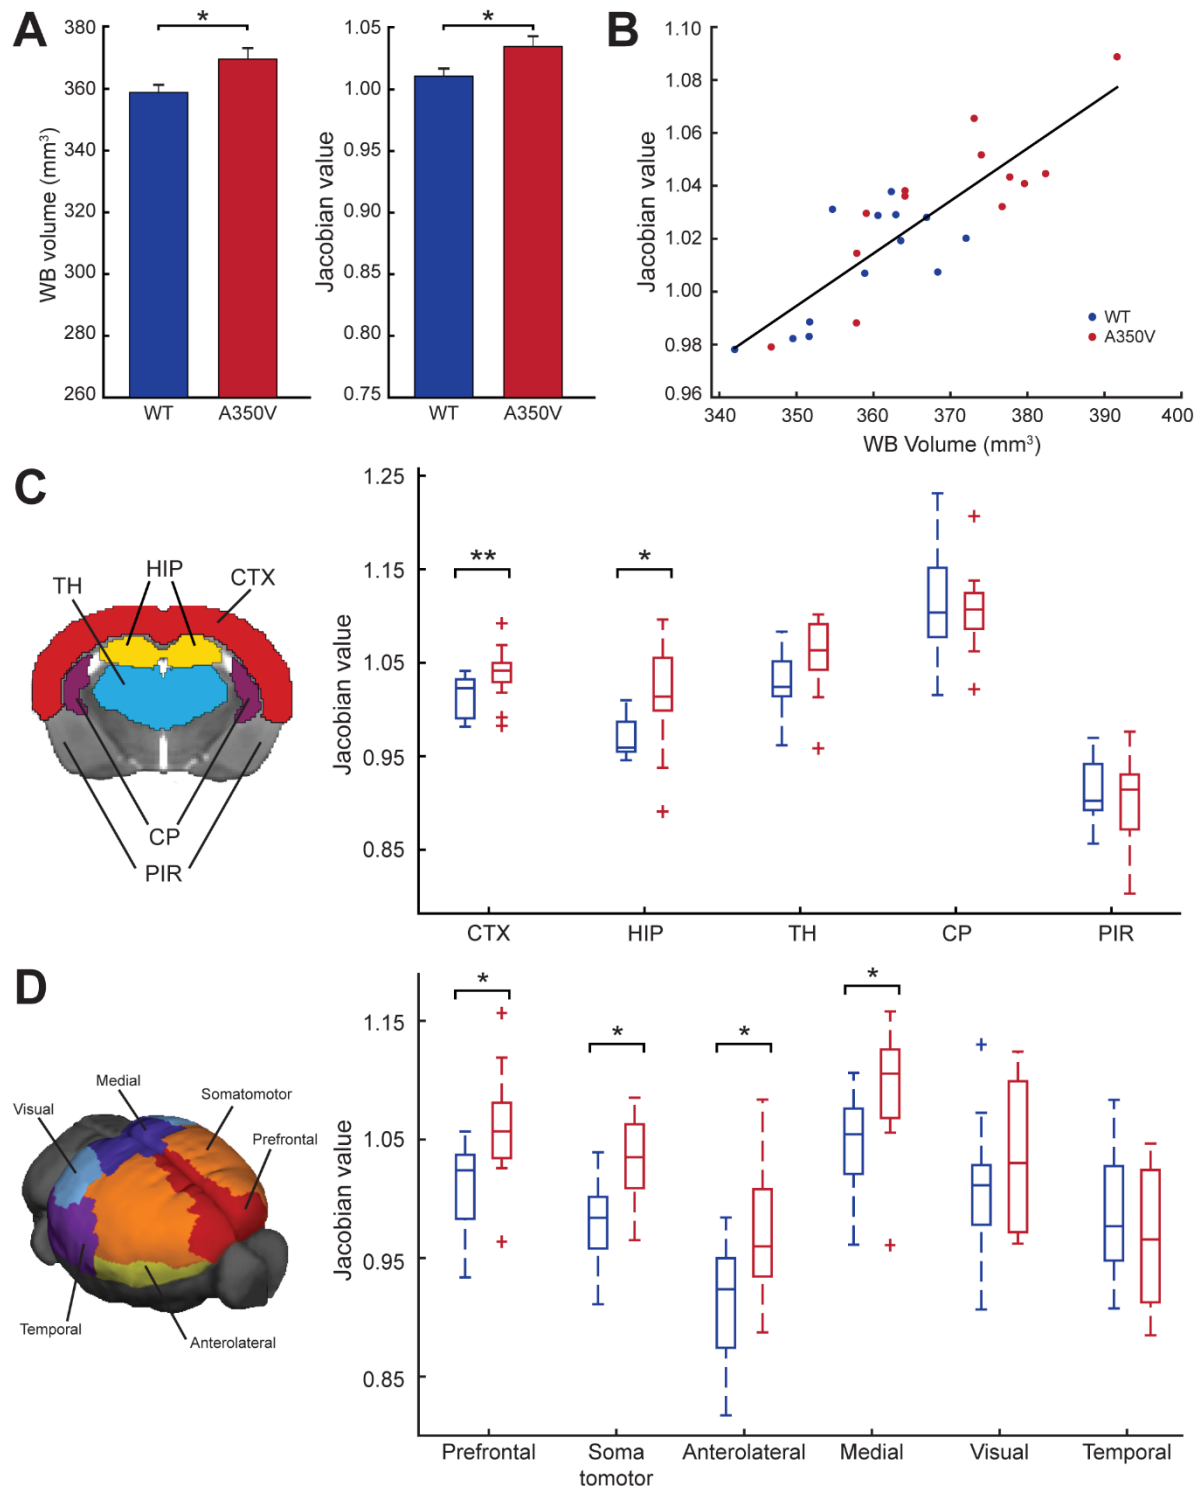 A
WB volume (mm³)
380
360
340
320
300
280
260
*
WT
A350V
Jacobian value
1.05
1.00
0.95
0.90
0.85
0.80
0.75
*
WT
A350V
B
Jacobian value
1.10
1.08
1.06
1.04
1.02
1.00
0.98
0.96
WT
A350V
340 350 360 370 380 390 400
WB Volume (mm³)
C
TH
HIP
CTX
CP
PIR
Jacobian value
1.25
1.15
1.05
0.95
0.85
**
*
CTX HIP TH CP PIR
D
Medial
Visual
Somatomotor
Prefrontal
Temporal
Anterolateral
Jacobian value
1.15
1.05
0.95
0.85
*
*
*
*
Prefrontal Soma Anterolateral Medial Visual Temporal
tomotor